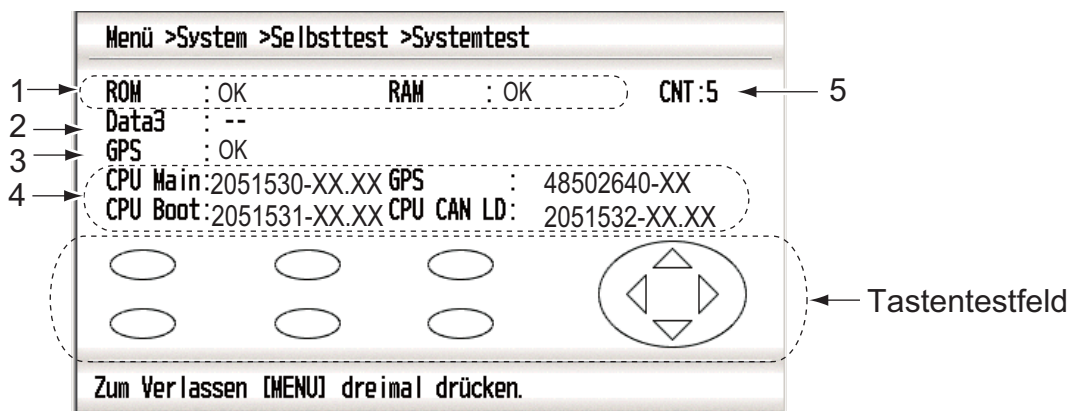 Menü >System >Selbsttest >Systemtest
1 ROM : OK RAM : OK CNT:5 5
2 Data3 : --
3 GPS : OK
4 CPU Main:2051530-XX.XX GPS : 48502640-XX
CPU Boot:2051531-XX.XX CPU CAN LD: 2051532-XX.XX
Tastentestfeld
Zum Verlassen [MENU] dreimal drücken.